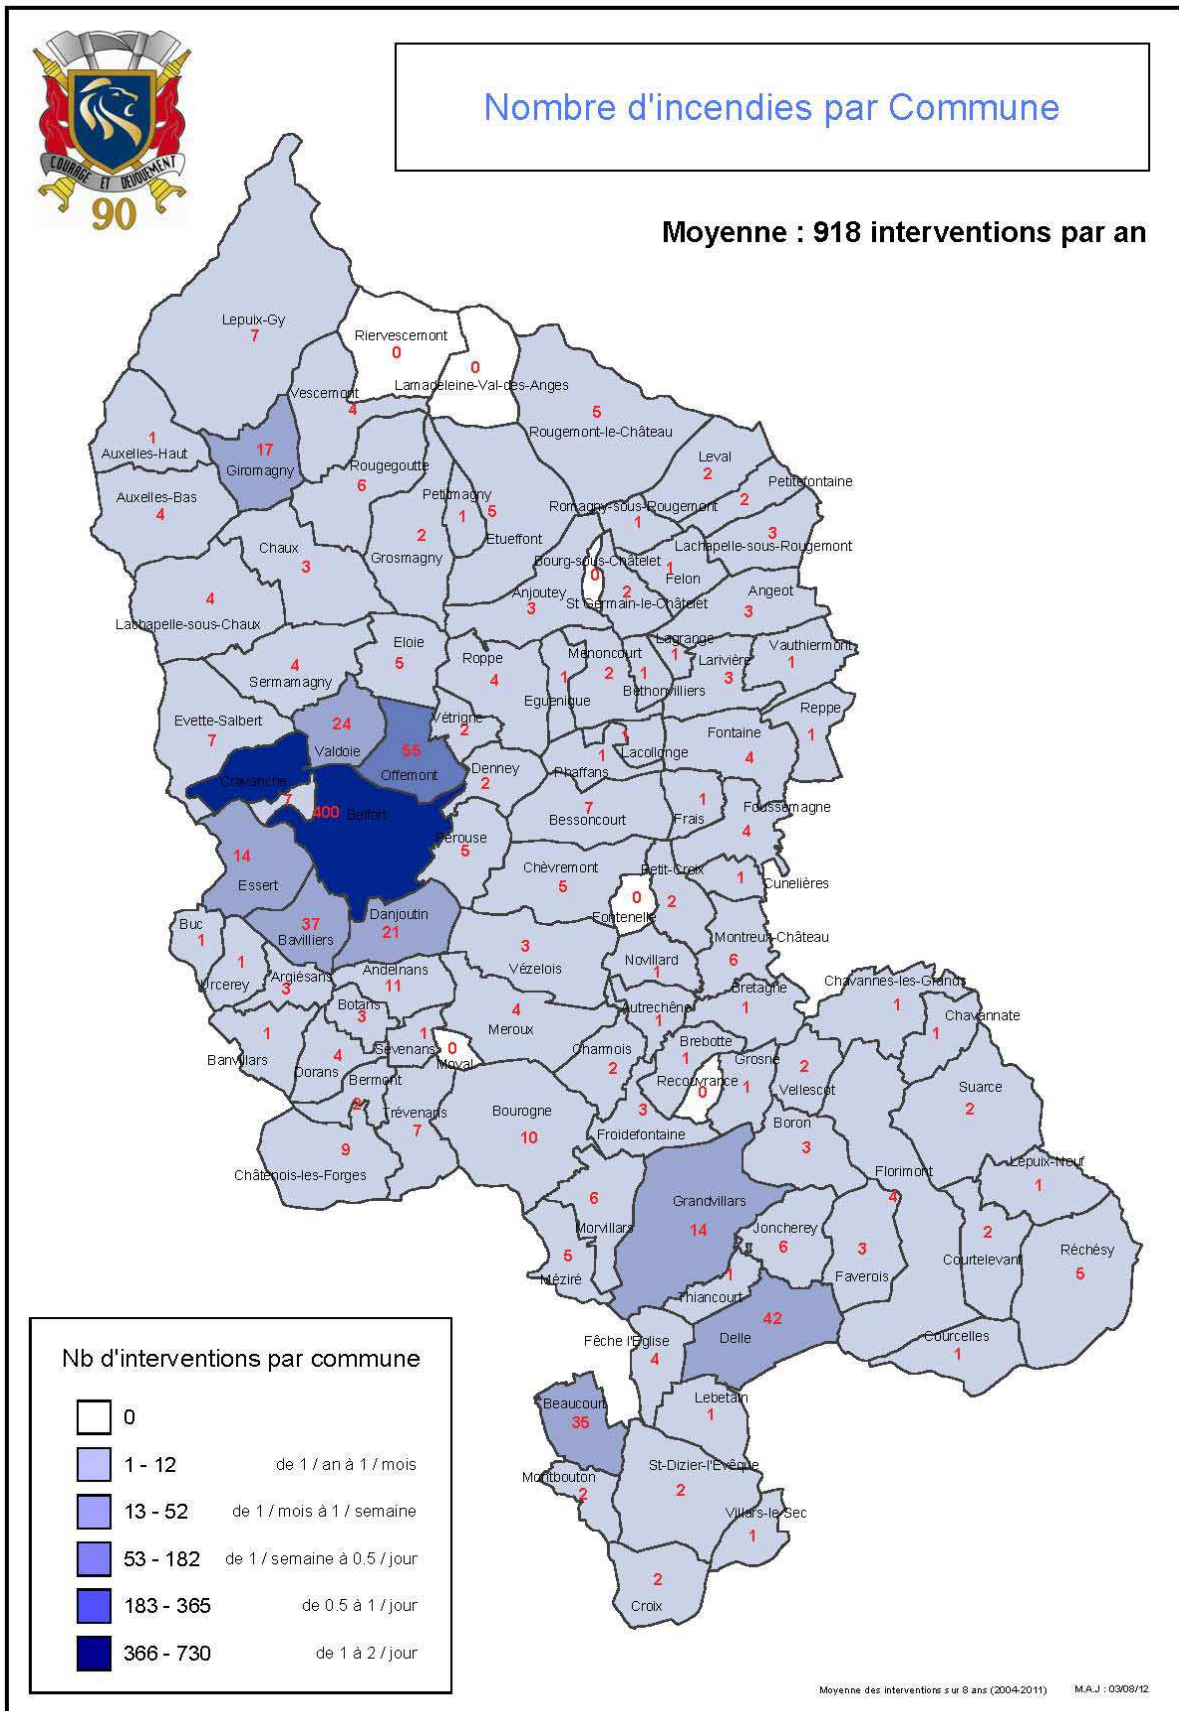 COURAGE ET DEVOUEMENT
90
Nombre d'incendies par Commune
Moyenne : 918 interventions par an
Lepuix-Gy
7
Riervescemont
0
0
Lamadeleine-Val-des-Anges
Vescemont
4
5
Rougemont-le-Château
1
Auxelles-Haut
17
Giromagny
Rougegoutte
6
Leval
2
Petitefontaine
2
Auxelles-Bas
4
Petitmagny
1
5
Etueffont
Romagny-sous-Rougemont
1
3
Lachapelle-sous-Rougemont
Chaux
3
2
Grosmagny
Bourg-sous-Châtelet
0
1
Felon
4
Lachapelle-sous-Chaux
Anjoutey
3
2
St Germain-le-Châtelet
Angeot
3
Eloie
5
4
Sermamagny
Roppe
4
Eguenigue
1
Menoncourt
2
1
Bethonvilliers
Lagrange
1
Larivière
3
Vauthiermont
1
Evette-Salbert
7
24
Valdoie
55
Offemont
Vétrigne
2
Reppe
1
Fontaine
4
1
Lacollonge
1
Phaffans
Denney
2
Cravanche
7
400
Belfort
7
Bessoncourt
1
Frais
Foussemagne
4
Pérouse
5
14
Essert
Chèvremont
5
Petit-Croix
2
1
Cunelières
0
Fontenelle
37
Bavilliers
Danjoutin
21
Buc
1
1
Urcerey
Argiésans
3
Andelnans
11
3
Vézelois
Novillard
1
Montreux-Château
6
Bretagne
1
Chavannes-les-Grands
1
Chavannate
1
Botans
3
4
Meroux
Autrechêne
1
1
Banvillars
4
Dorans
1
Sévenans
0
Moval
Charmois
2
Brebotte
1
Grosne
1
2
Vellescot
Recouvrance
0
Suarce
2
Bermont
2
Trévenans
7
Bourogne
10
3
Froidefontaine
Boron
3
9
Châtenois-les-Forges
Florimont
4
Lepuix-Neuf
1
6
Morvillars
Grandvillars
14
Joncherey
6
3
Faverois
2
Courtelevant
Réchésy
5
5
Méziré
1
Thiancourt
42
Delle
Fêche l'Eglise
4
Courcelles
1
Beaucourt
35
Lebetain
1
Montbouton
2
St-Dizier-l'Evêque
2
Villars-le-Sec
1
2
Croix
Nb d'interventions par commune
0
1 - 12 de 1 / an à 1 / mois
13 - 52 de 1 / mois à 1 / semaine
53 - 182 de 1 / semaine à 0.5 / jour
183 - 365 de 0.5 à 1 / jour
366 - 730 de 1 à 2 / jour
Moyenne des interventions sur 8 ans (2004-2011) M.A.J : 03/08/12